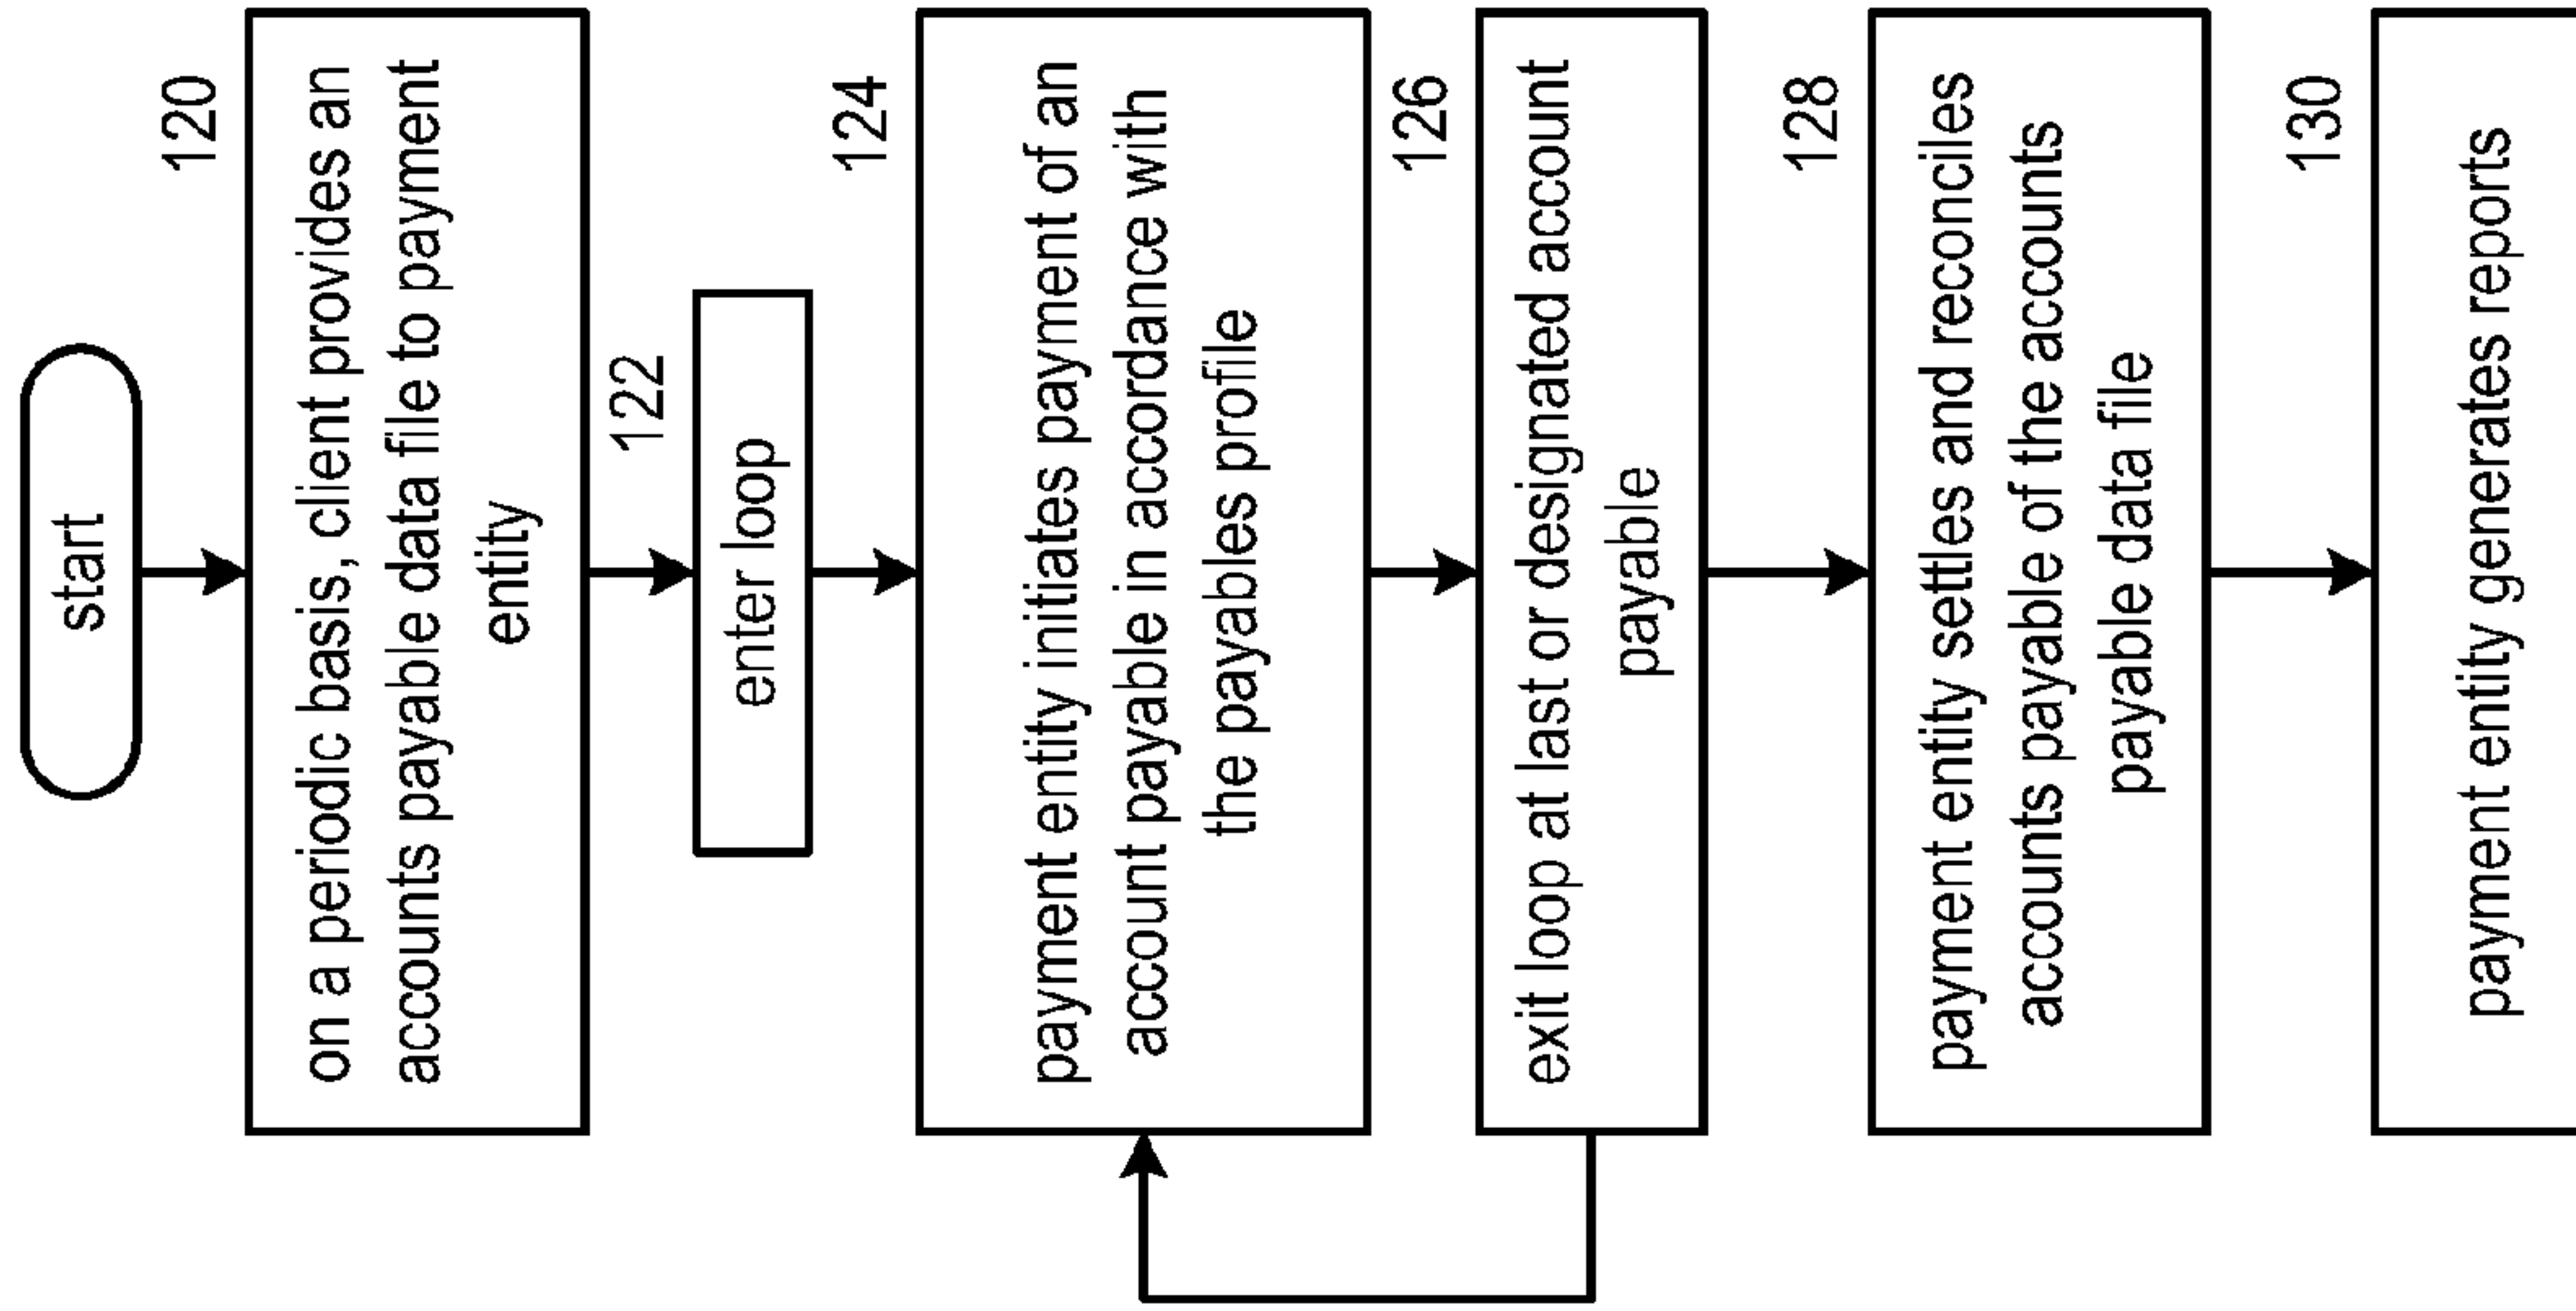 start
120
on a periodic basis, client provides an
accounts payable data file to payment
entity
122
enter loop
124
payment entity initiates payment of an
account payable in accordance with
the payables profile
126
exit loop at last or designated account
payable
128
payment entity settles and reconciles
accounts payable of the accounts
payable data file
130
payment entity generates reports